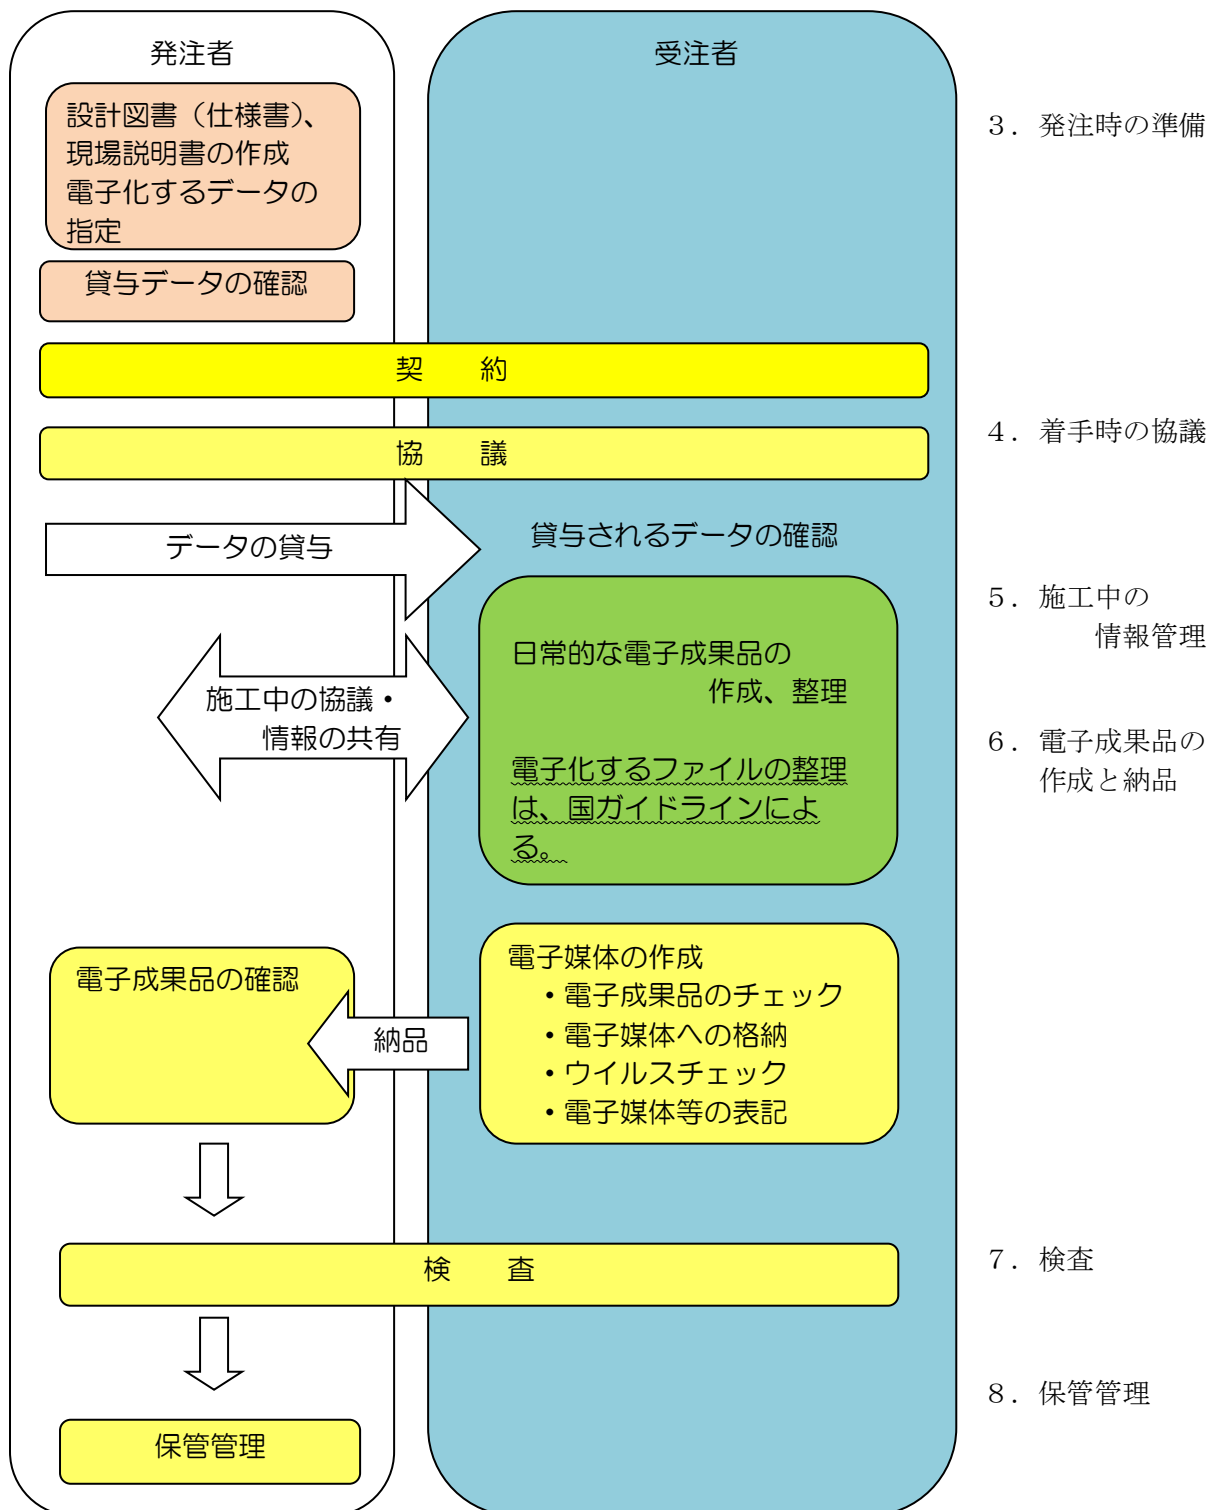 発注者
受注者
設計図書（仕様書）、
現場説明書の作成
電子化するデータの
指定
３．発注時の準備
貸与データの確認
契　　約
協　　議
４．着手時の協議
データの貸与
貸与されるデータの確認
５．施工中の
情報管理
日常的な電子成果品の
作成、整理
施工中の協議・
情報の共有
電子化するファイルの整理
は、国ガイドラインによ
る。
６．電子成果品の
作成と納品
電子成果品の確認
納品
電子媒体の作成
・電子成果品のチェック
・電子媒体への格納
・ウイルスチェック
・電子媒体等の表記
検　　査
７．検査
保管管理
８．保管管理